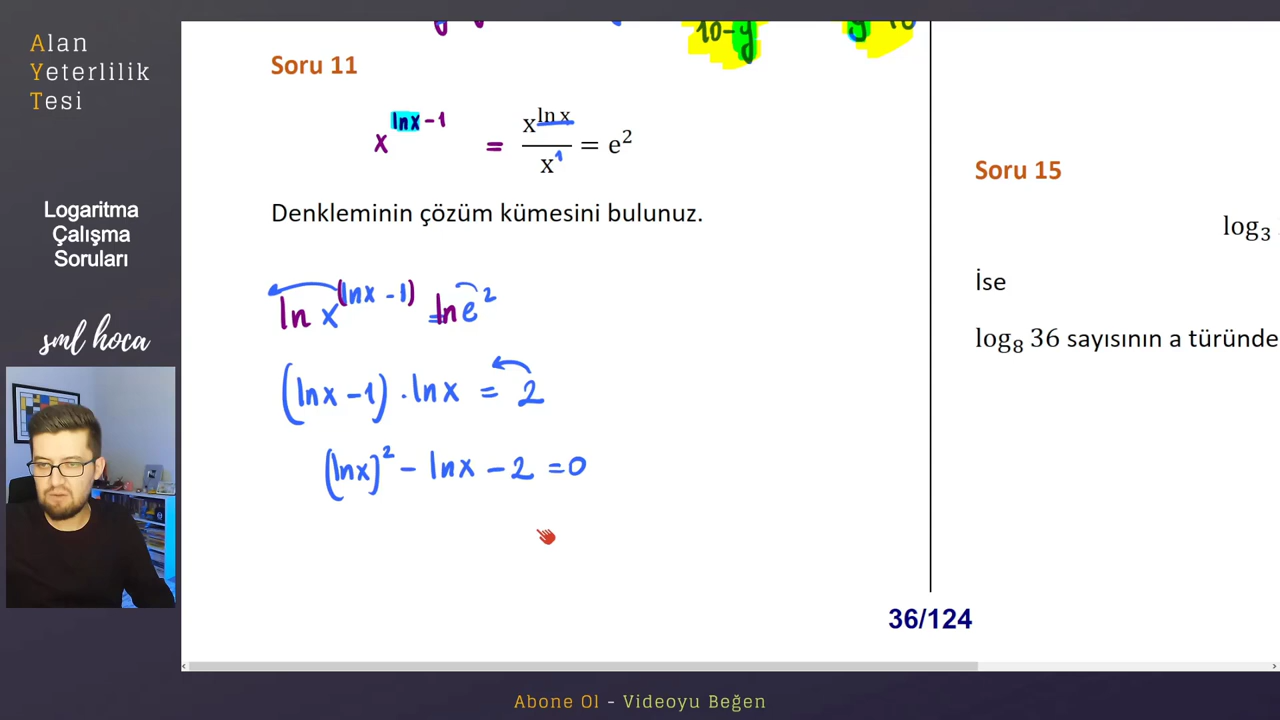 Alan
Yeterlilik
Tesi
Logaritma
Çalışma
Soruları
sml hoca
10-y
Soru 11
x^(lnx-1) = x^(ln x) / x^1 = e^2
Denkleminin çözüm kümesini bulunuz.
ln x^(lnx -1) = ln e^2
(lnx -1) . lnx = 2
(lnx)^2 - lnx - 2 = 0
Soru 15
log₃
İse
log₈ 36 sayısının a türünde
36/124
Abone Ol - Videoyu Beğen